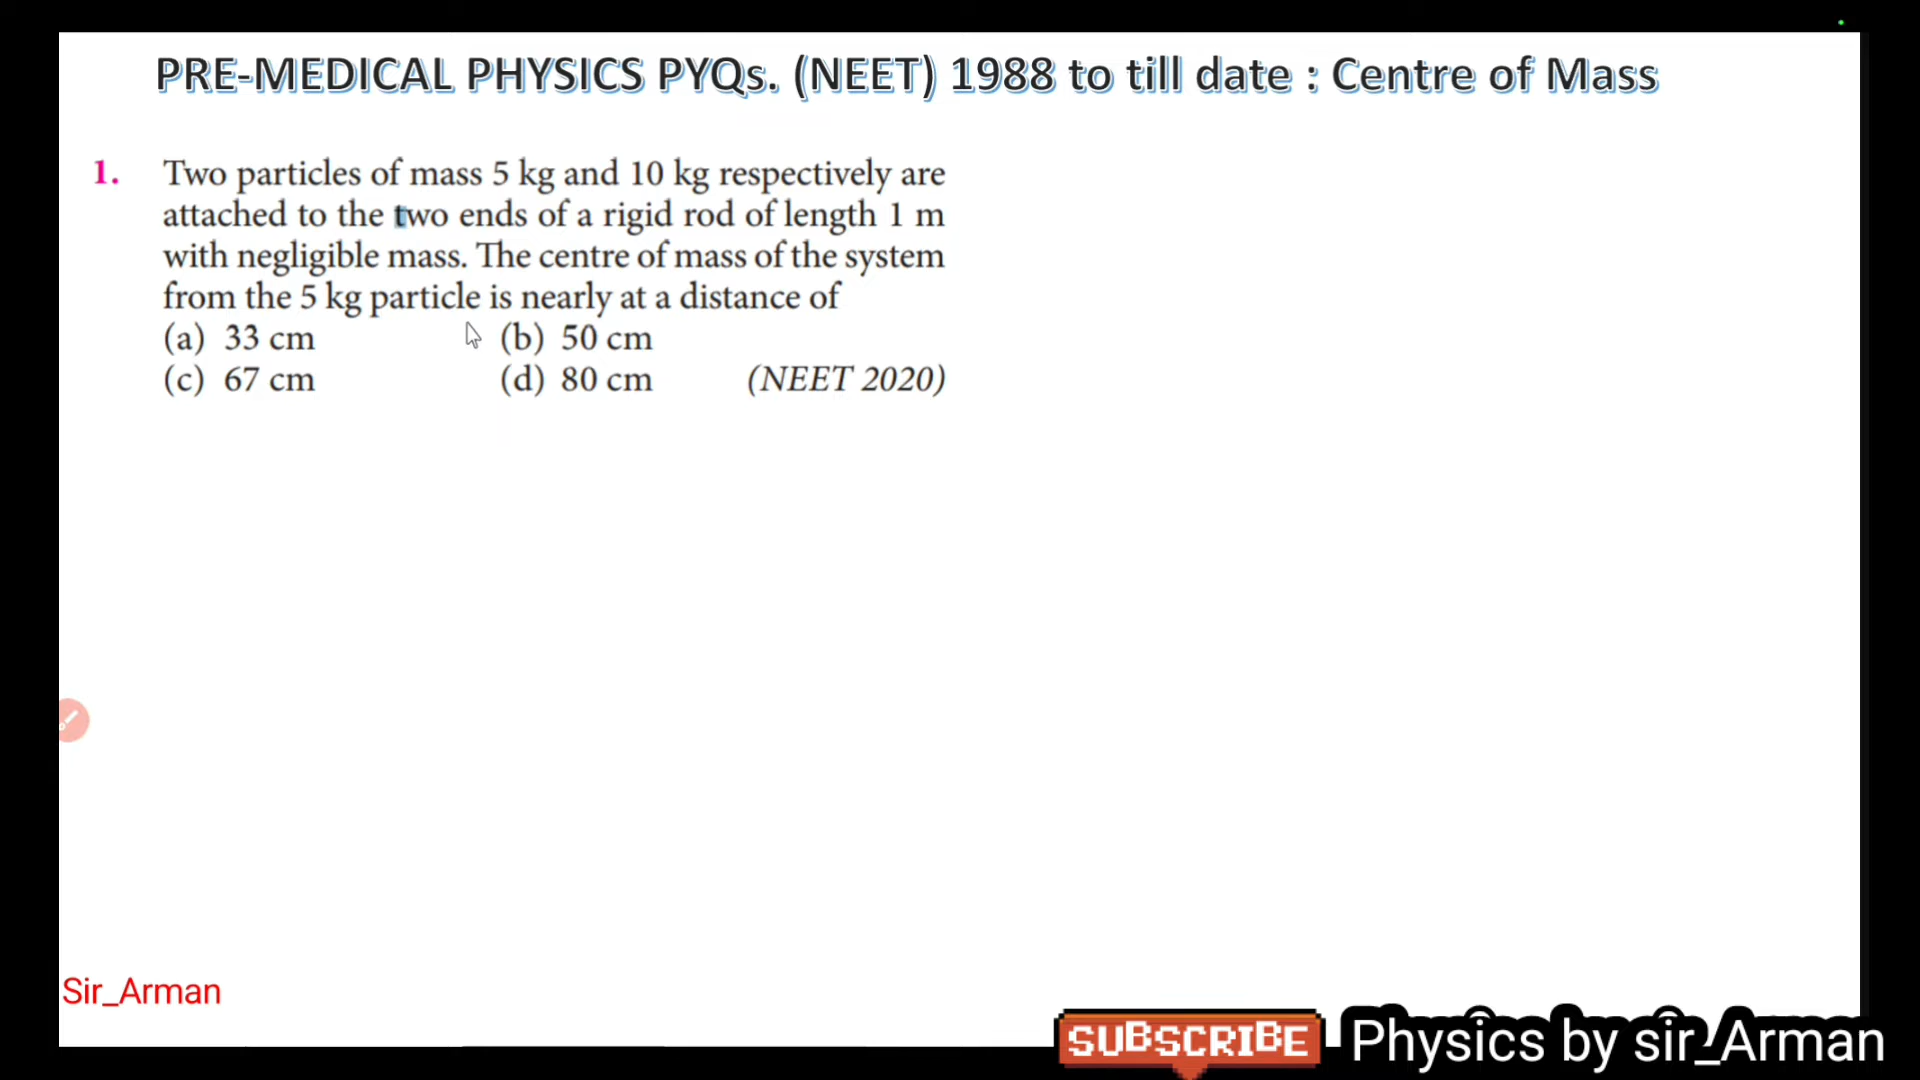 PRE-MEDICAL PHYSICS PYQs. (NEET) 1988 to till date : Centre of Mass
1. Two particles of mass 5 kg and 10 kg respectively are
attached to the two ends of a rigid rod of length 1 m
with negligible mass. The centre of mass of the system
from the 5 kg particle is nearly at a distance of
(a) 33 cm (b) 50 cm
(c) 67 cm (d) 80 cm (NEET 2020)
Sir_Arman
SUBSCRIBE Physics by sir_Arman